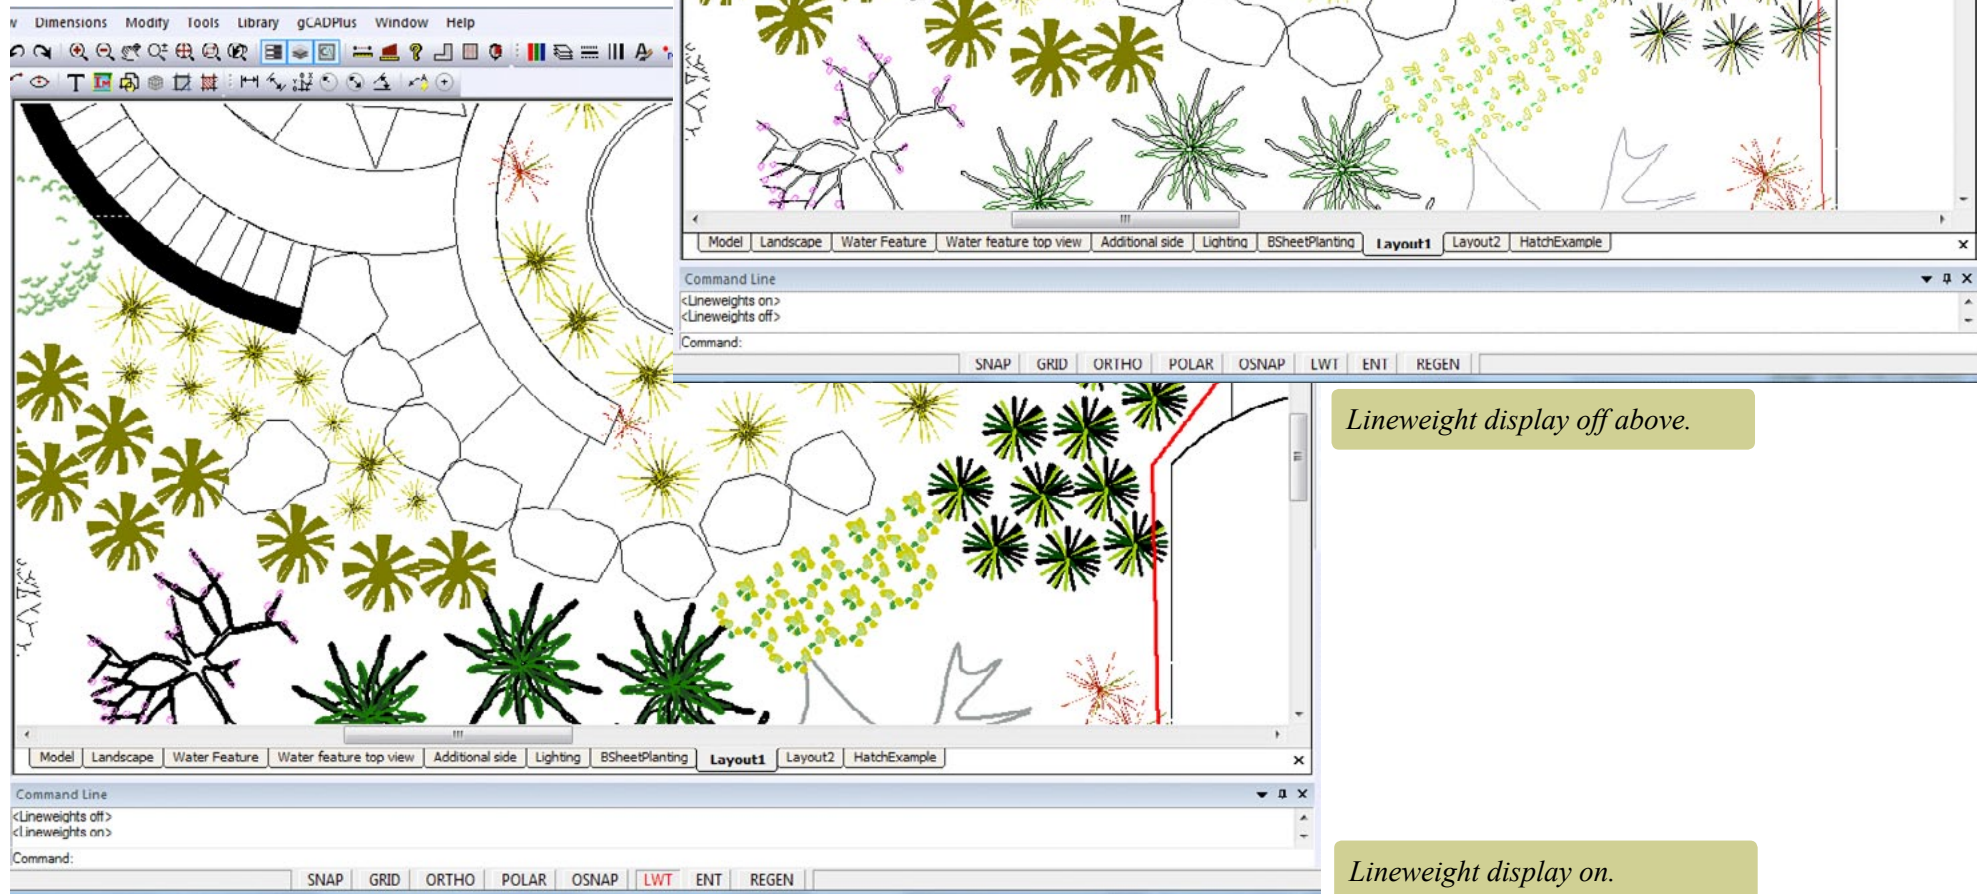 Dimensions Modify Tools Library gCADPlus Window Help
Model Landscape Water Feature Water feature top view Additional side Lighting BSheetPlanting Layout1 Layout2 HatchExample
Command Line
<Lineweights on>
<Lineweights off>
Command:
SNAP GRID ORTHO POLAR OSNAP LWT ENT REGEN
Lineweight display off above.
Model Landscape Water Feature Water feature top view Additional side Lighting BSheetPlanting Layout1 Layout2 HatchExample
Command Line
<Lineweights off>
<Lineweights on>
Command:
SNAP GRID ORTHO POLAR OSNAP LWT ENT REGEN
Lineweight display on.